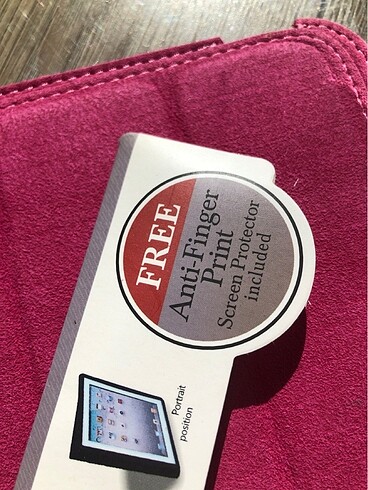 FREE
Anti-Finger
Print
Screen Protector
included
Portrait
position